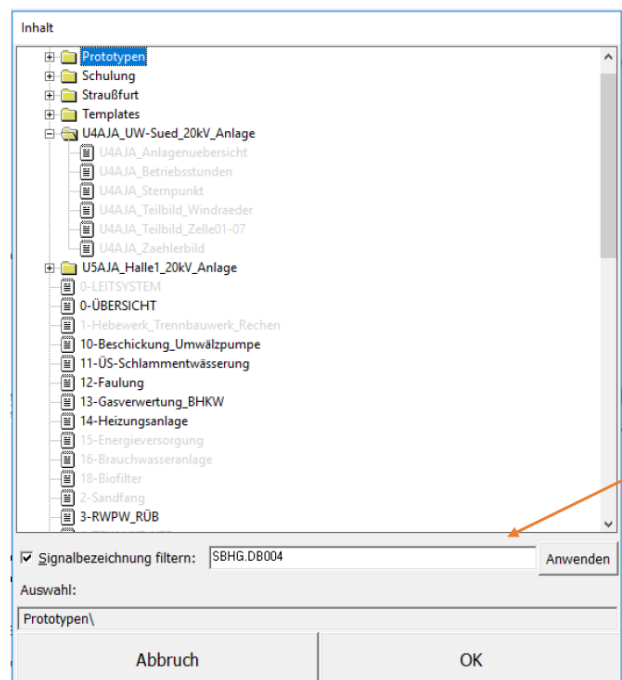 Inhalt
Prototypen
Schulung
Straußfurt
Templates
U4AJA_UW-Sued_20kV_Anlage
U4AJA_Anlagenuebersicht
U4AJA_Betriebsstunden
U4AJA_Sternpunkt
U4AJA_Teilbild_Windraeder
U4AJA_Teilbild_Zelle01-07
U4AJA_Zaehlerbild
U5AJA_Halle1_20kV_Anlage
0-LEITSYSTEM
0-ÜBERSICHT
1-Hebewerk_Trennbauwerk_Rechen
10-Beschickung_Umwälzpumpe
11-ÜS-Schlammentwässerung
12-Faulung
13-Gasverwertung_BHKW
14-Heizungsanlage
15-Energieversorgung
16-Brauchwasseranlage
18-Biofilter
2-Sandfang
3-RWPW_RÜB
Signalbezeichnung filtern: SBHG.DB004 Anwenden
Auswahl:
Prototypen\
Abbruch OK